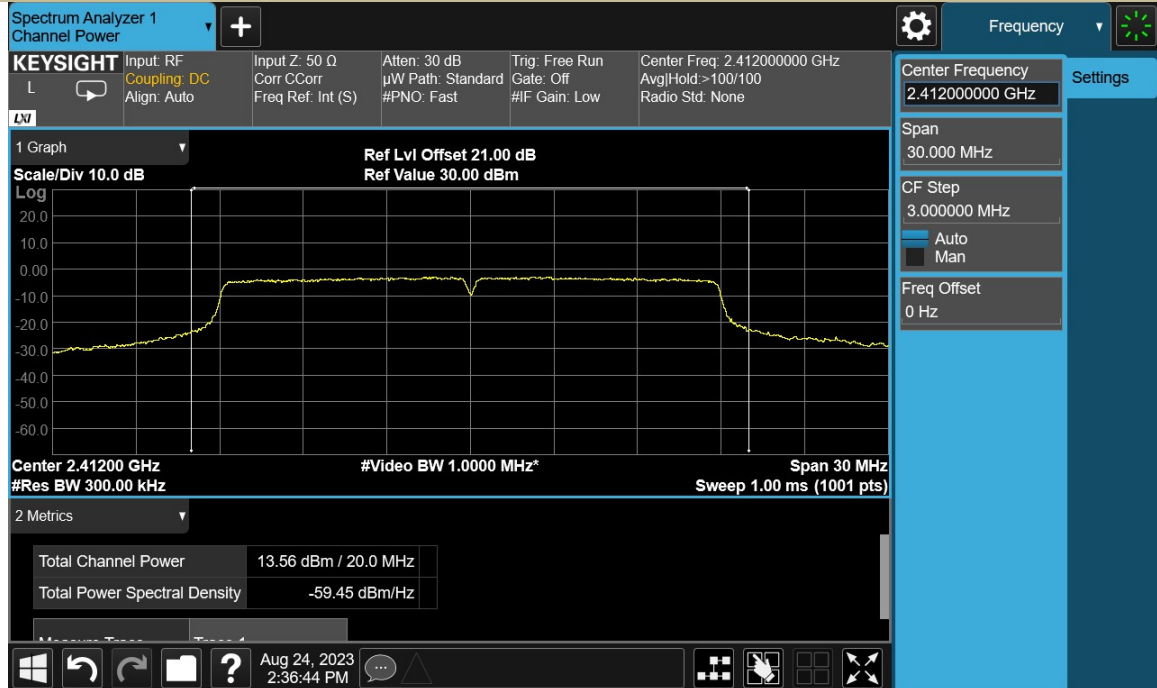 Spectrum Analyzer 1
Channel Power
Frequency
KEYSIGHT
L
LXI
Input: RF
Coupling: DC
Align: Auto
Input Z: 50 Ω
Corr CCorr
Freq Ref: Int (S)
Atten: 30 dB
µW Path: Standard
#PNO: Fast
Trig: Free Run
Gate: Off
#IF Gain: Low
Center Freq: 2.412000000 GHz
Avg|Hold:>100/100
Radio Std: None
Center Frequency
2.412000000 GHz
Settings
Span
30.000 MHz
CF Step
3.000000 MHz
Auto
Man
Freq Offset
0 Hz
1 Graph
Scale/Div 10.0 dB
Ref Lvl Offset 21.00 dB
Ref Value 30.00 dBm
Log
20.0
10.0
0.00
-10.0
-20.0
-30.0
-40.0
-50.0
-60.0
Center 2.41200 GHz
#Video BW 1.0000 MHz*
Span 30 MHz
#Res BW 300.00 kHz
Sweep 1.00 ms (1001 pts)
2 Metrics
Total Channel Power 13.56 dBm / 20.0 MHz
Total Power Spectral Density -59.45 dBm/Hz
Measure Trace Trace 1
?
Aug 24, 2023
2:36:44 PM